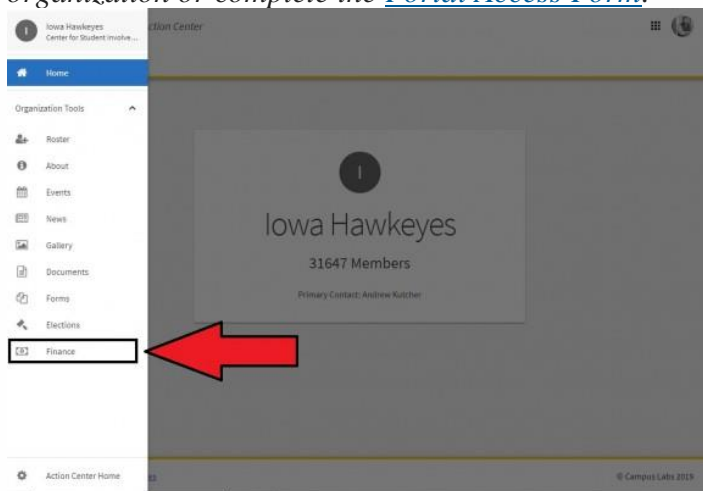 organization or complete the Portal Access Form.
I
Iowa Hawkeyes
Center for Student Involve...
ction Center
Home
Organization Tools
Roster
About
Events
News
Gallery
Documents
Forms
Elections
Finance
I
Iowa Hawkeyes
31647 Members
Primary Contact: Andrew Kutcher
Action Center Home
© Campus Labs 2019